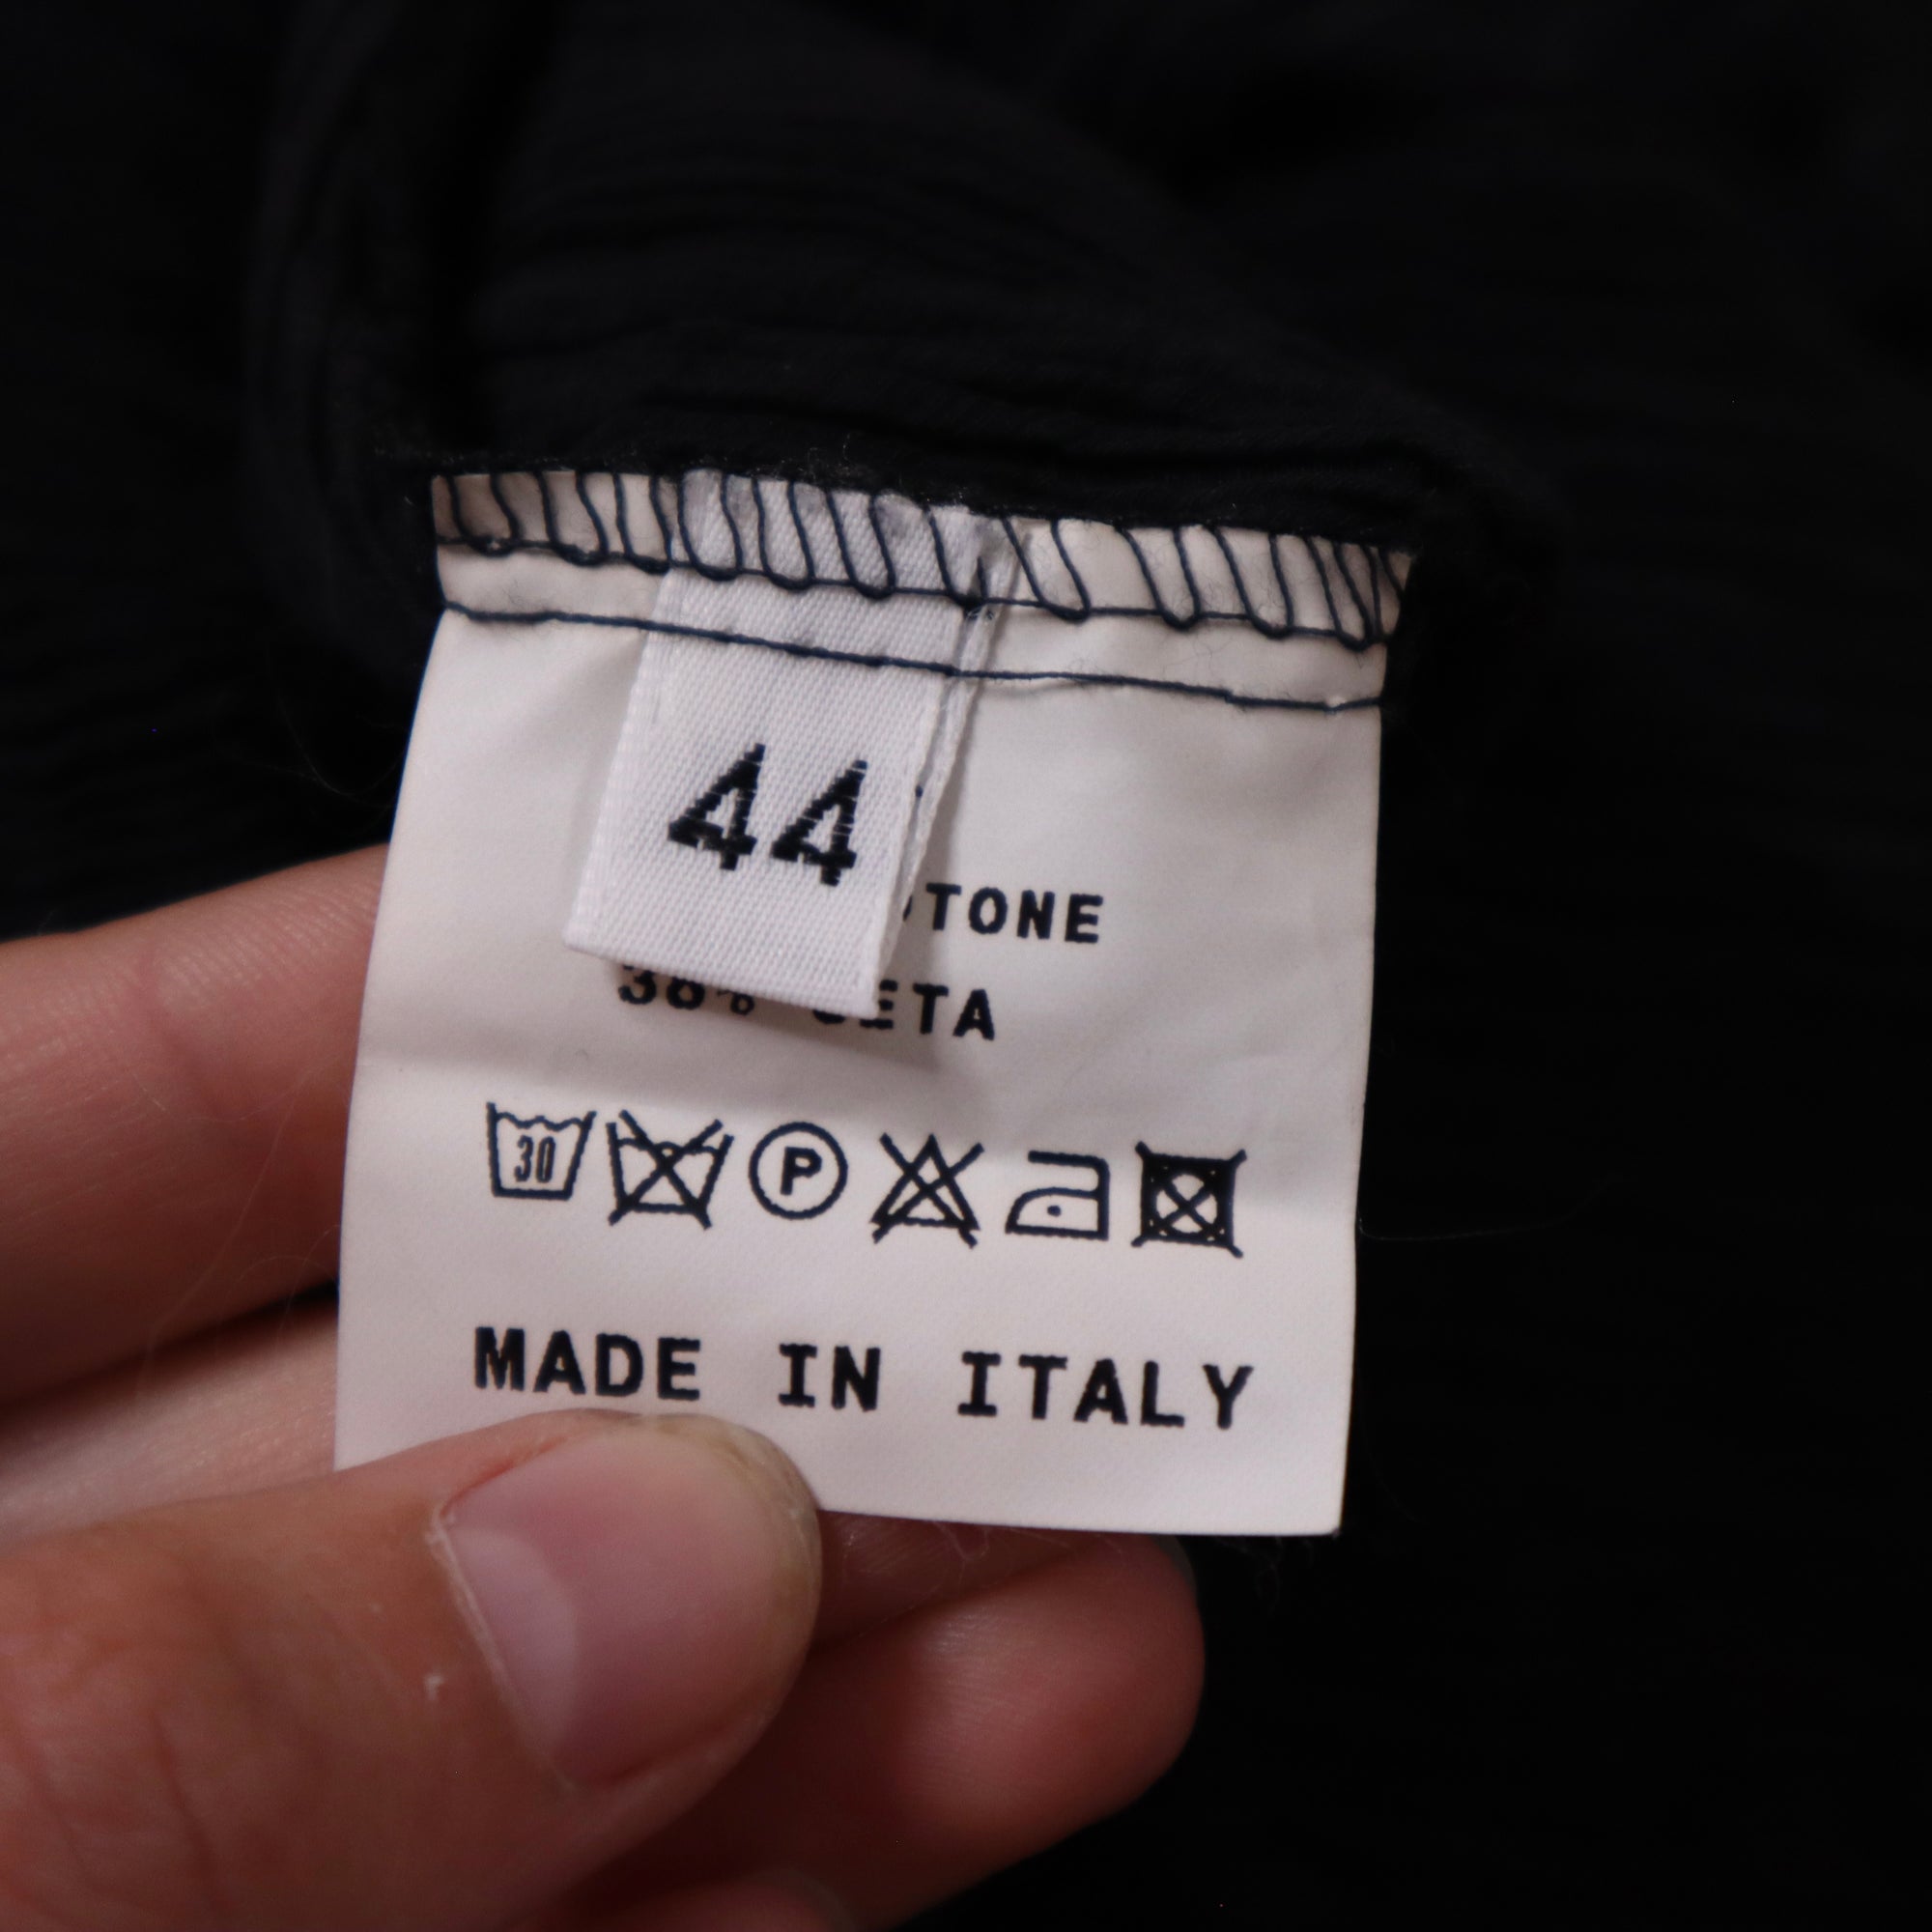 44
TONE
38% SETA
30
P
MADE IN ITALY